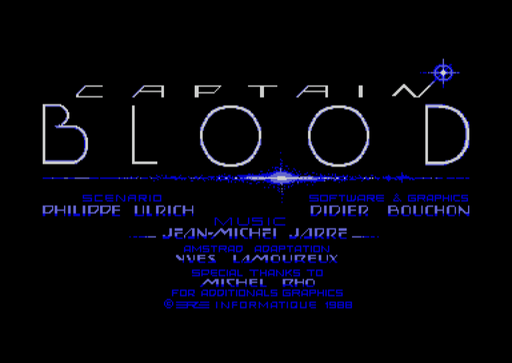 CAPTAIN
BLOOD
SCENARIO
PHILIPPE ULRICH
SOFTWARE & GRAPHICS
DIDIER BOUCHON
MUSIC
JEAN-MICHEL JARRE
AMSTRAD ADAPTATION
YVES LAMOUREUX
SPECIAL THANKS TO
MICHEL RHO
FOR ADDITIONALS GRAPHICS
© ERE INFORMATIQUE 1988